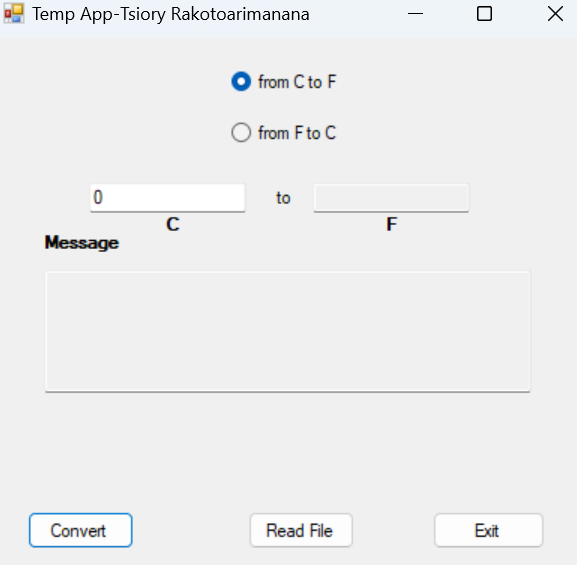 Temp App-Tsiory Rakotoarimanana
from C to F
from F to C
0 to
C F
Message
Convert Read File Exit